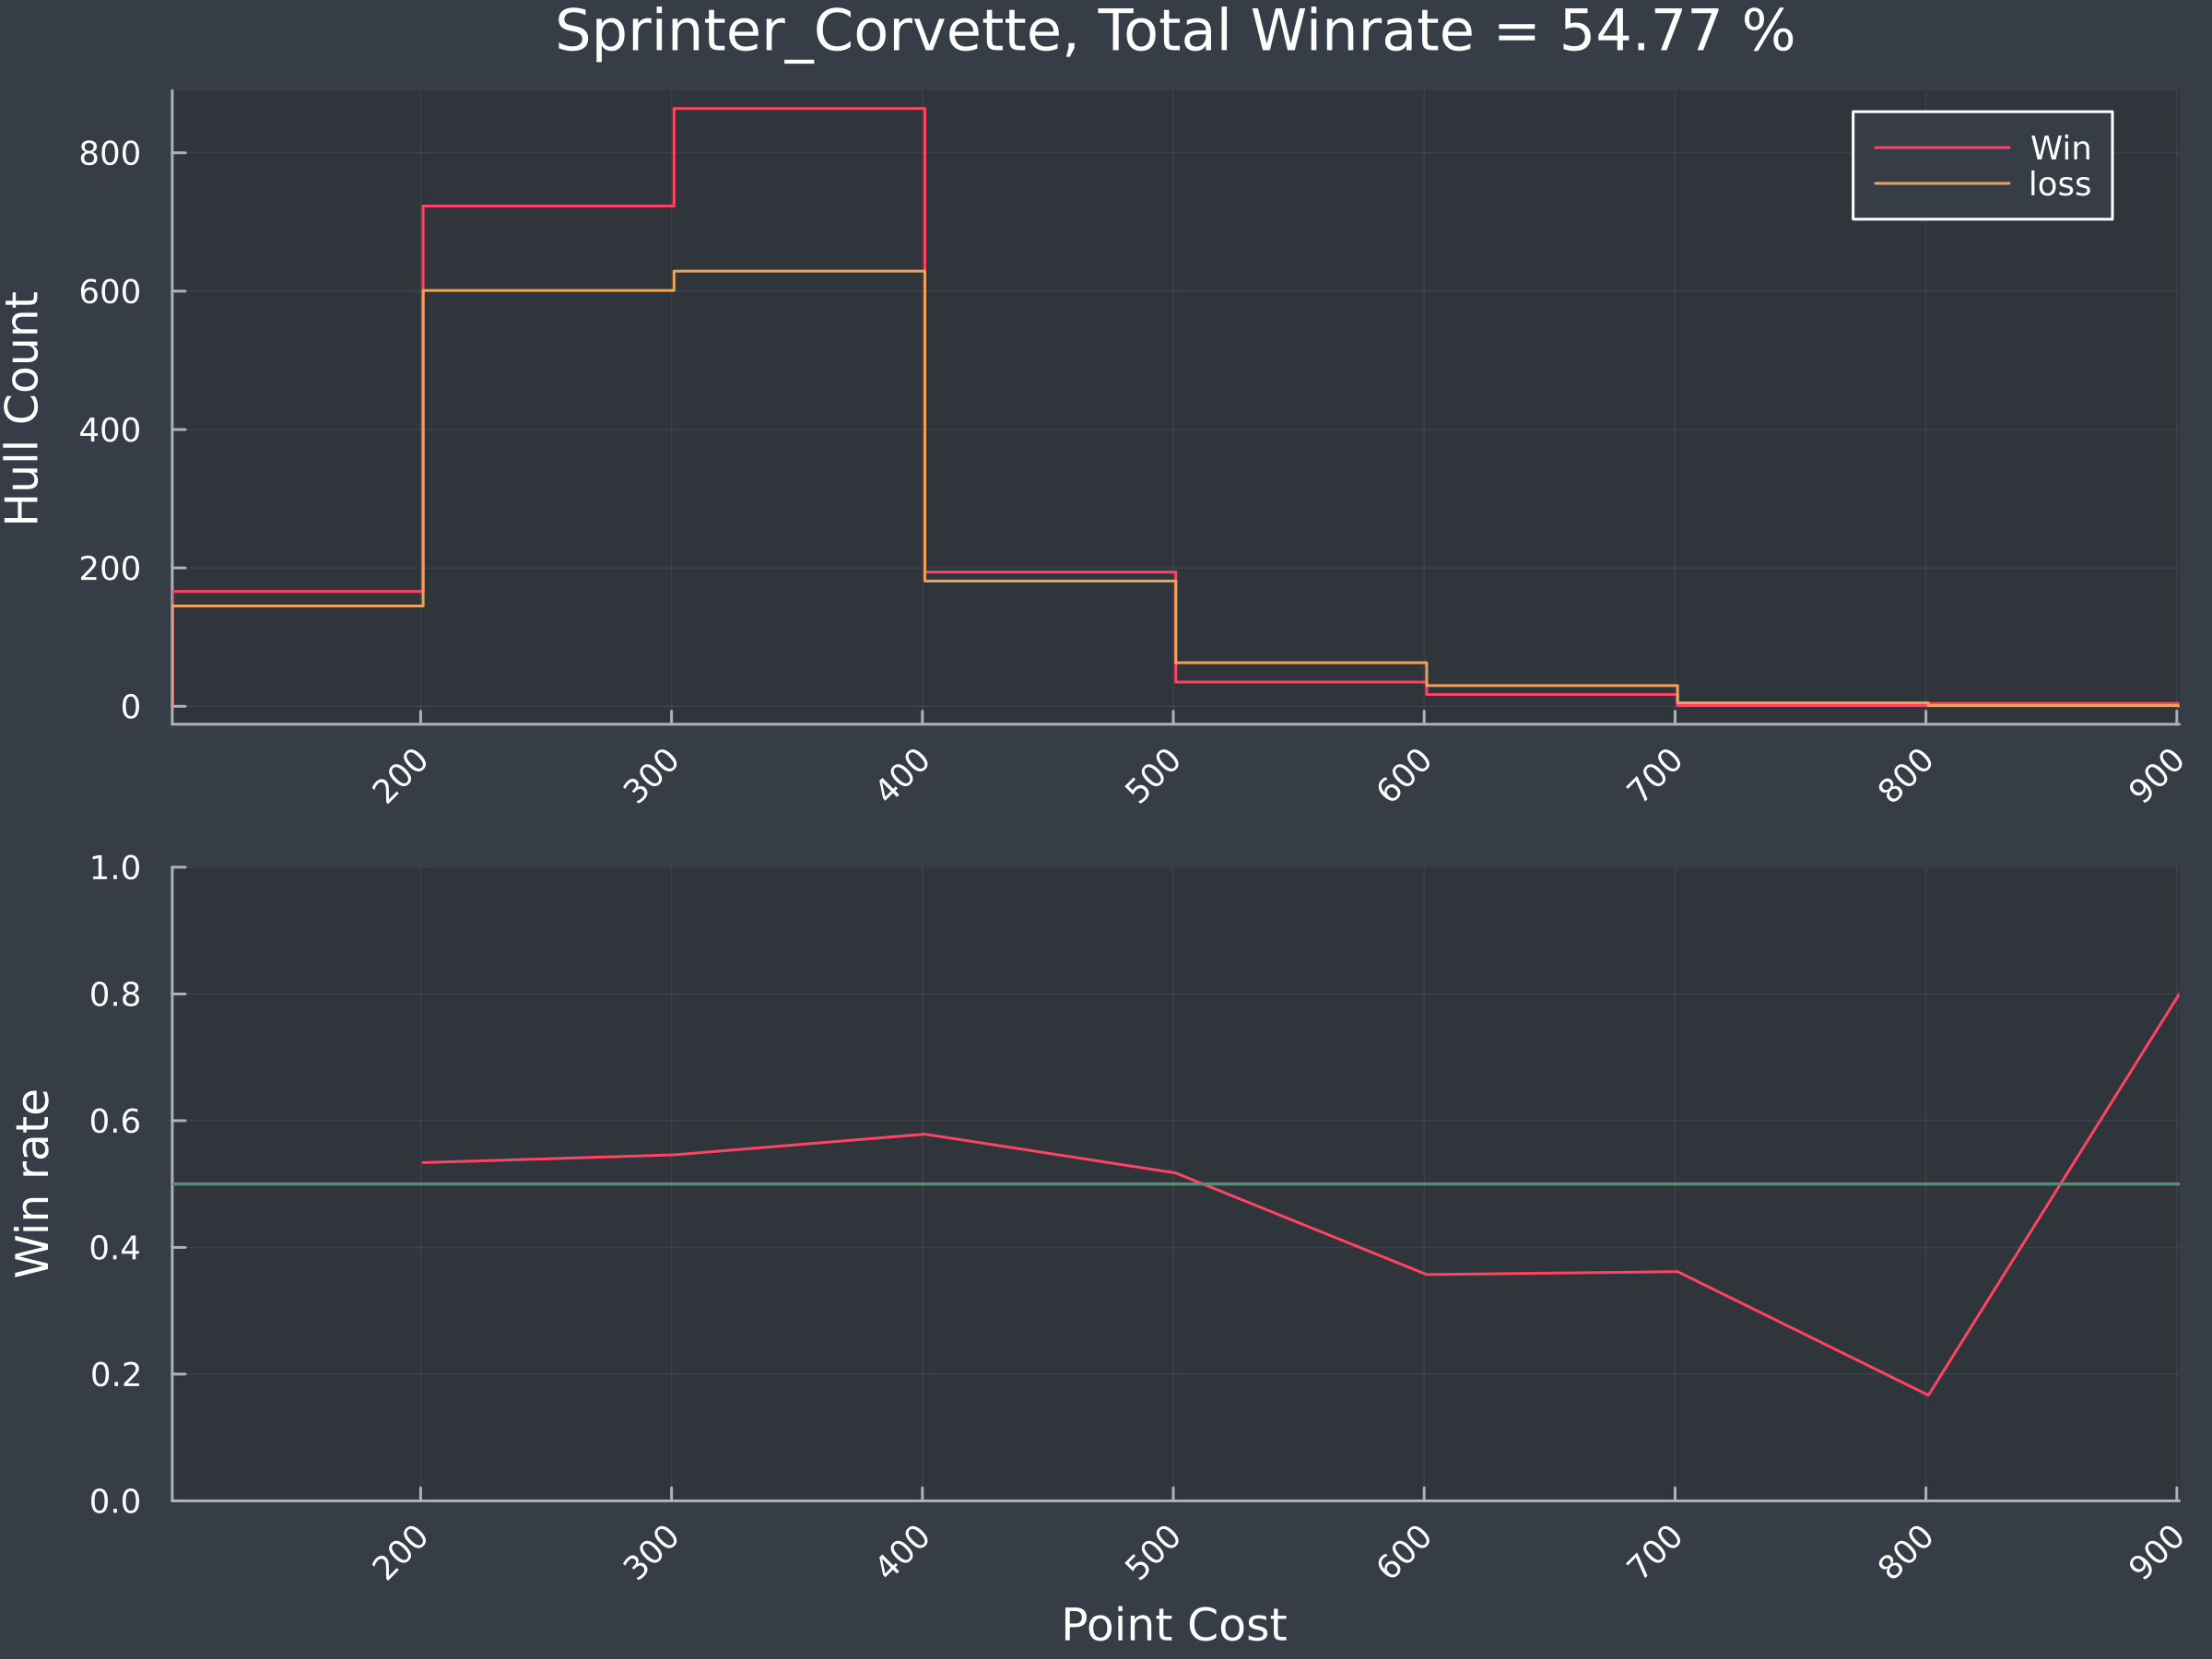 Sprinter_Corvette, Total Winrate = 54.77 %
Win
loss
Hull Count
800
600
400
200
0
200 300 400 500 600 700 800 900
Win rate
1.0
0.8
0.6
0.4
0.2
0.0
200 300 400 500 600 700 800 900
Point Cost